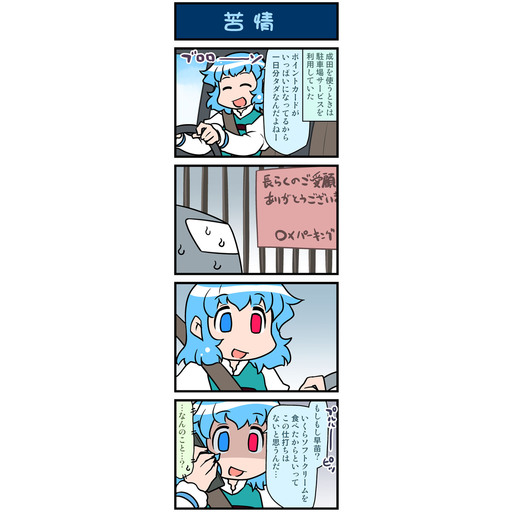 苦情
成田を使うときは
駐車場サービスを
利用していた
ブロロ――ン
ポイントカードが
いっぱいになってるから
一日分タダなんだよねー
長らくのご愛顧
ありがとうござい
○×パーキング
プルルー ピッ
もしもし早苗?
いくらソフトクリームを
食べたからといって
この仕打ちは
ないと思うんだ…
…なんのこと…?